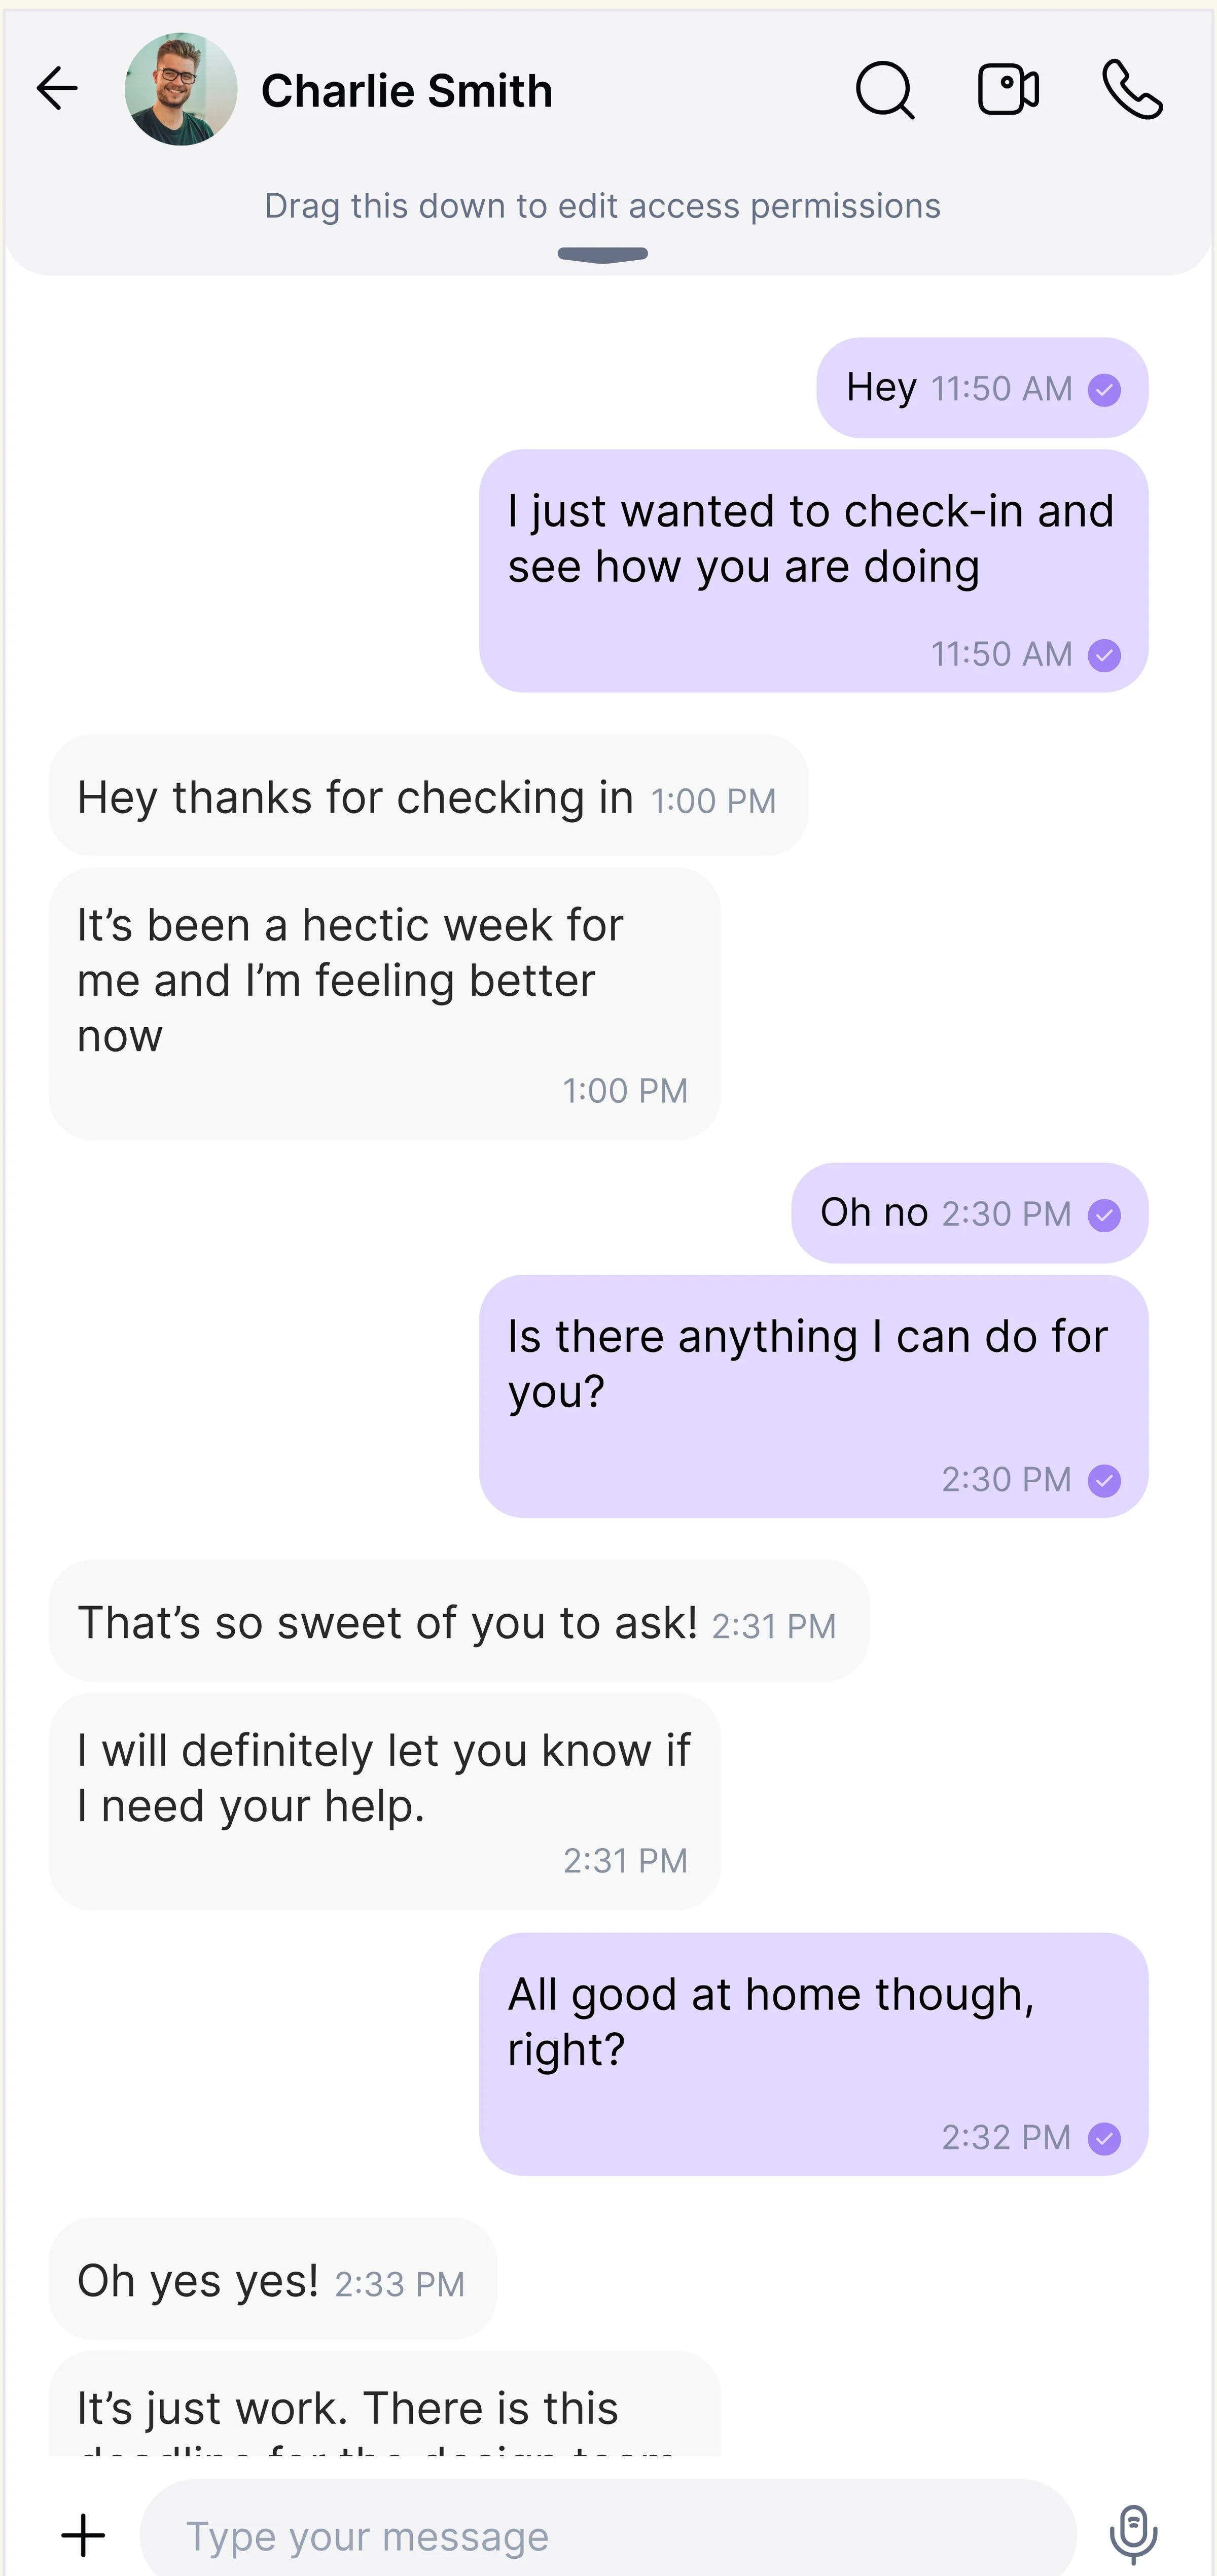 Charlie Smith
Drag this down to edit access permissions
Hey 11:50 AM
I just wanted to check-in and
see how you are doing
11:50 AM
Hey thanks for checking in 1:00 PM
It’s been a hectic week for
me and I’m feeling better
now
1:00 PM
Oh no 2:30 PM
Is there anything I can do for
you?
2:30 PM
That’s so sweet of you to ask! 2:31 PM
I will definitely let you know if
I need your help.
2:31 PM
All good at home though,
right?
2:32 PM
Oh yes yes! 2:33 PM
It’s just work. There is this
deadline for the design team
Type your message